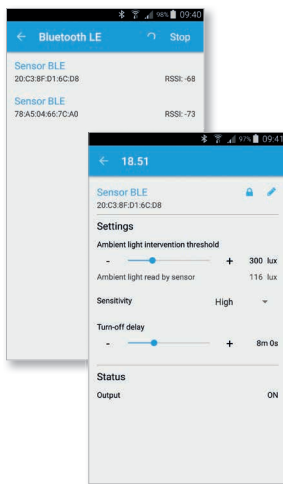 98% 09:40
← Bluetooth LE Stop
Sensor BLE
20:C3:8F:D1:6C:D8 RSSI: -68
Sensor BLE
78:A5:04:66:7C:A0 RSSI: -73
97% 09:41
← 18.51
Sensor BLE
20:C3:8F:D1:6C:D8
Settings
Ambient light intervention threshold
- + 300 lux
Ambient light read by sensor 116 lux
Sensitivity High
Turn-off delay
- + 8m 0s
Status
Output ON